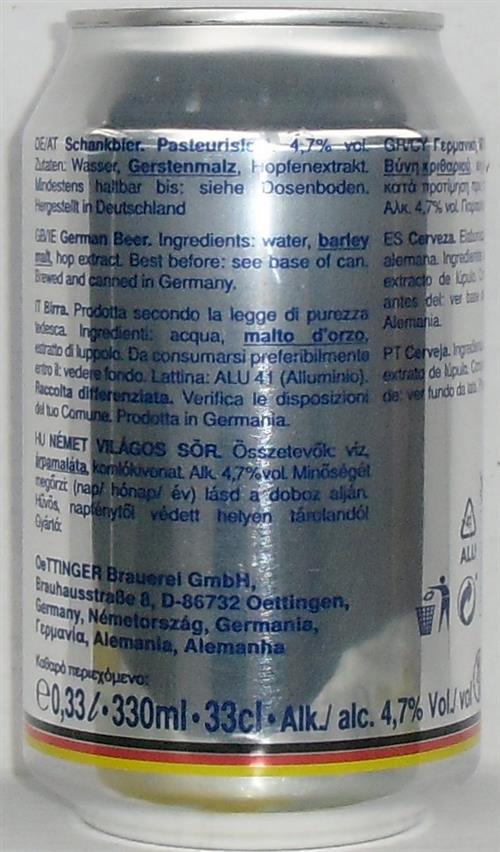 DE/AT Schankbier. Pasteurisie 4,7% vol.
Zutaten: Wasser, Gerstenmalz, Hopfenextrakt.
Mindestens haltbar bis: siehe Dosenboden.
Hergestellt in Deutschland
GB/IE German Beer. Ingredients: water, barley
malt, hop extract. Best before: see base of can.
Brewed and canned in Germany.
IT Birra. Prodotta secondo la legge di purezza
tedesca. Ingredienti: acqua, malto d'orzo,
estratto di luppolo. Da consumarsi preferibilmente
entro il: vedere fondo. Lattina: ALU 41 (Alluminio).
Raccolta differenziata. Verifica le disposizioni
del tuo Comune. Prodotta in Germania.
HU NÉMET VILÁGOS SÖR. Összetevők: víz,
árpamaláta, komlókivonat. Alk. 4,7%vol. Minőségét
megőrzi: (nap/ hónap/ év) lásd a doboz alján.
Hűvös, napfénytől védett helyen tárolandó!
Gyártó:
OeTTINGER Brauerei GmbH,
Brauhausstraße 8, D-86732 Oettingen,
Germany, Németország, Germania,
Γερμανία, Alemania, Alemanha
Καθαρό περιεχόμενο:
℮0,33l · 330ml · 33cl · Alk./ alc. 4,7% Vol./ vol
GR/CY Γερμανική
Βύνη κριθαριού,
κατά προτίμηση
Αλκ. 4,7% vol.
ES Cerveza.
alemana.
extracto de lúpulo.
antes del: ver base
Alemania.
PT Cerveja.
extrato de lúpulo.
de: ver fundo da lata.
41
ALU